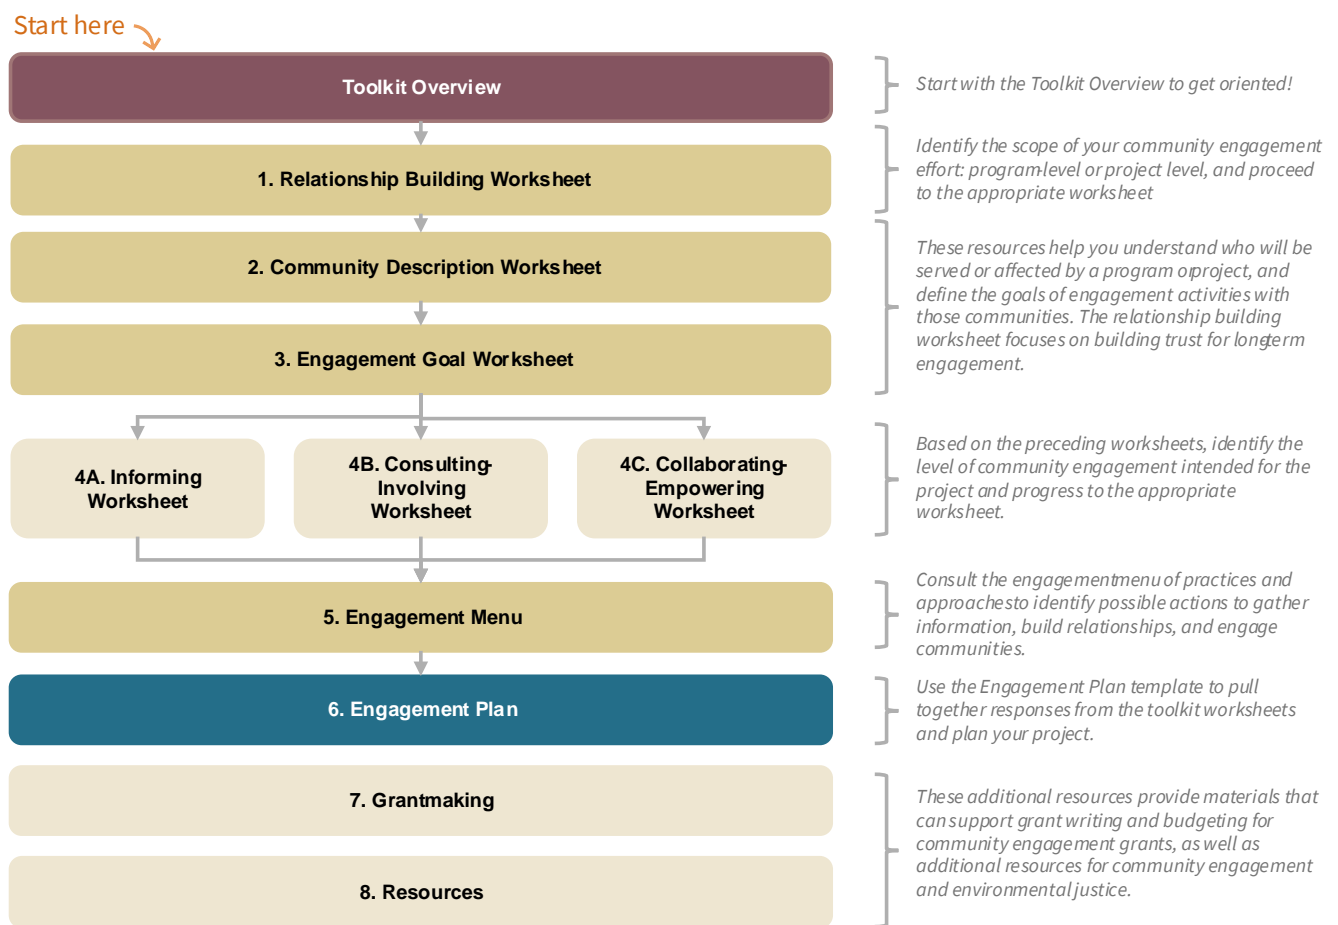 Start here
Toolkit Overview
Start with the Toolkit Overview to get oriented!
1. Relationship Building Worksheet
Identify the scope of your community engagement
effort: program-level or project level, and proceed
to the appropriate worksheet
2. Community Description Worksheet
3. Engagement Goal Worksheet
These resources help you understand who will be
served or affected by a program or project, and
define the goals of engagement activities with
those communities. The relationship building
worksheet focuses on building trust for long-term
engagement.
4A. Informing
Worksheet
4B. Consulting-
Involving
Worksheet
4C. Collaborating-
Empowering
Worksheet
Based on the preceding worksheets, identify the
level of community engagement intended for the
project and progress to the appropriate
worksheet.
5. Engagement Menu
Consult the engagement menu of practices and
approaches to identify possible actions to gather
information, build relationships, and engage
communities.
6. Engagement Plan
Use the Engagement Plan template to pull
together responses from the toolkit worksheets
and plan your project.
7. Grantmaking
8. Resources
These additional resources provide materials that
can support grant writing and budgeting for
community engagement grants, as well as
additional resources for community engagement
and environmental justice.